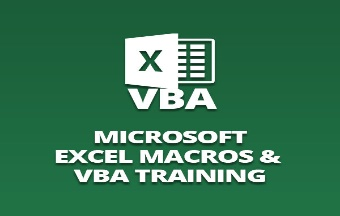 X
VBA
MICROSOFT
EXCEL MACROS &
VBA TRAINING